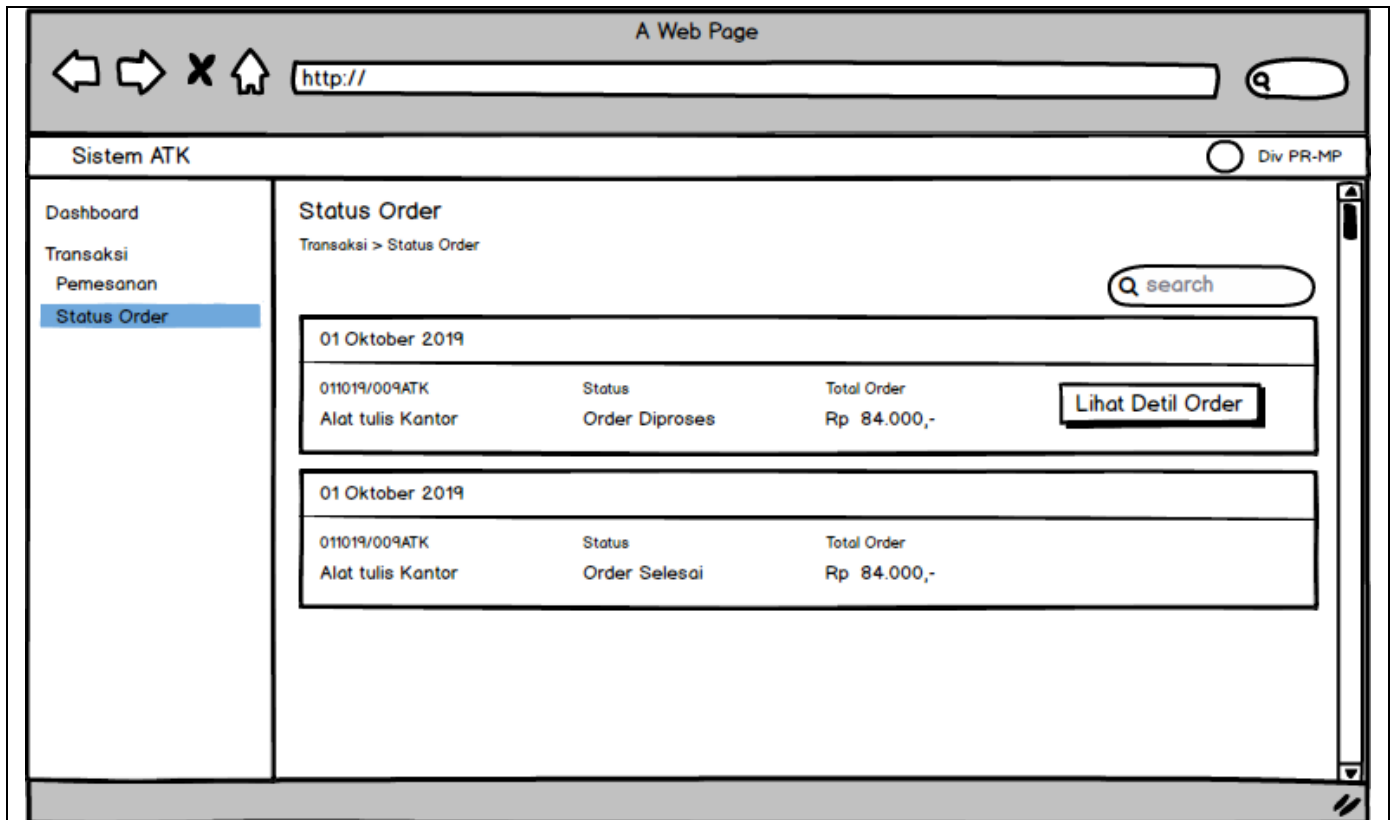 A Web Page
http://
Sistem ATK
Div PR-MP
Dashboard
Transaksi
Pemesanan
Status Order
Status Order
Transaksi > Status Order
search
01 Oktober 2019
011019/009ATK Status Total Order
Alat tulis Kantor Order Diproses Rp 84.000,-
Lihat Detil Order
01 Oktober 2019
011019/009ATK Status Total Order
Alat tulis Kantor Order Selesai Rp 84.000,-